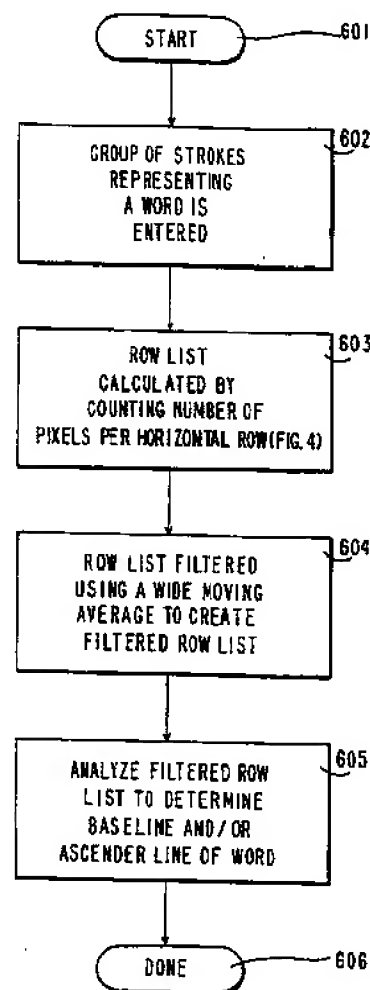 START
601
602
GROUP OF STROKES
REPRESENTING
A WORD IS
ENTERED
603
ROW LIST
CALCULATED BY
COUNTING NUMBER OF
PIXELS PER HORIZONTAL ROW (FIG. 4)
604
ROW LIST FILTERED
USING A WIDE MOVING
AVERAGE TO CREATE
FILTERED ROW LIST
605
ANALYZE FILTERED ROW
LIST TO DETERMINE
BASELINE AND/OR
ASCENDER LINE OF WORD
DONE
606